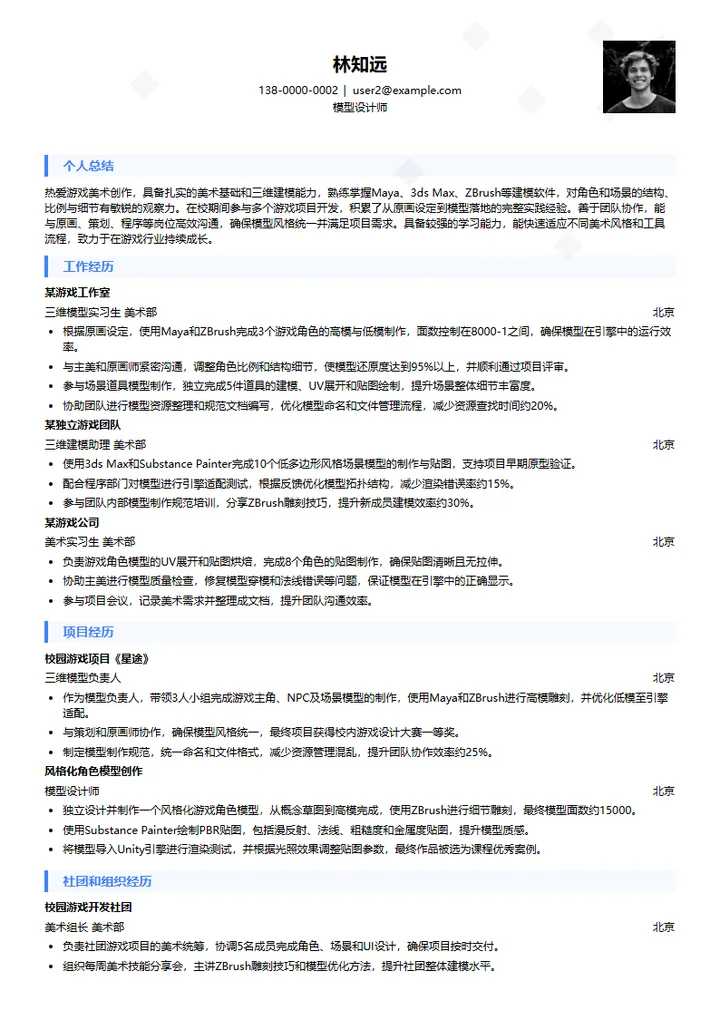 林知远
138-0000-0002 | user2@example.com
模型设计师
个人总结
热爱游戏美术创作，具备扎实的美术基础和三维建模能力，熟练掌握Maya、3ds Max、ZBrush等建模软件，对角色和场景的结构、
比例与细节有敏锐的观察力。在校期间参与多个游戏项目开发，积累了从原画设定到模型落地的完整实践经验。善于团队协作，能
与原画、策划、程序等岗位高效沟通，确保模型风格统一并满足项目需求。具备较强的学习能力，能快速适应不同美术风格和工具
流程，致力于在游戏行业持续成长。
工作经历
某游戏工作室
三维模型实习生 美术部 北京
• 根据原画设定，使用Maya和ZBrush完成3个游戏角色的高模与低模制作，面数控制在8000-1之间，确保模型在引擎中的运行效
率。
• 与主美和原画师紧密沟通，调整角色比例和结构细节，使模型还原度达到95%以上，并顺利通过项目评审。
• 参与场景道具模型制作，独立完成5件道具的建模、UV展开和贴图绘制，提升场景整体细节丰富度。
• 协助团队进行模型资源整理和规范文档编写，优化模型命名和文件管理流程，减少资源查找时间约20%。
某独立游戏团队
三维建模助理 美术部 北京
• 使用3ds Max和Substance Painter完成10个低多边形风格场景模型的制作与贴图，支持项目早期原型验证。
• 配合程序部门对模型进行引擎适配测试，根据反馈优化模型拓扑结构，减少渲染错误率约15%。
• 参与团队内部模型制作规范培训，分享ZBrush雕刻技巧，提升新成员建模效率约30%。
某游戏公司
美术实习生 美术部 北京
• 负责游戏角色模型的UV展开和贴图烘焙，完成8个角色的贴图制作，确保贴图清晰且无拉伸。
• 协助主美进行模型质量检查，修复模型穿模和法线错误等问题，保证模型在引擎中的正确显示。
• 参与项目会议，记录美术需求并整理成文档，提升团队沟通效率。
项目经历
校园游戏项目《星途》
三维模型负责人 北京
• 作为模型负责人，带领3人小组完成游戏主角、NPC及场景模型的制作，使用Maya和ZBrush进行高模雕刻，并优化低模至引擎
适配。
• 与策划和原画师协作，确保模型风格统一，最终项目获得校内游戏设计大赛一等奖。
• 制定模型制作规范，统一命名和文件格式，减少资源管理混乱，提升团队协作效率约25%。
风格化角色模型创作
模型设计师 北京
• 独立设计并制作一个风格化游戏角色模型，从概念草图到高模完成，使用ZBrush进行细节雕刻，最终模型面数约15000。
• 使用Substance Painter绘制PBR贴图，包括漫反射、法线、粗糙度和金属度贴图，提升模型质感。
• 将模型导入Unity引擎进行渲染测试，并根据光照效果调整贴图参数，最终作品被选为课程优秀案例。
社团和组织经历
校园游戏开发社团
美术组长 美术部 北京
• 负责社团游戏项目的美术统筹，协调5名成员完成角色、场景和UI设计，确保项目按时交付。
• 组织每周美术技能分享会，主讲ZBrush雕刻技巧和模型优化方法，提升社团整体建模水平。